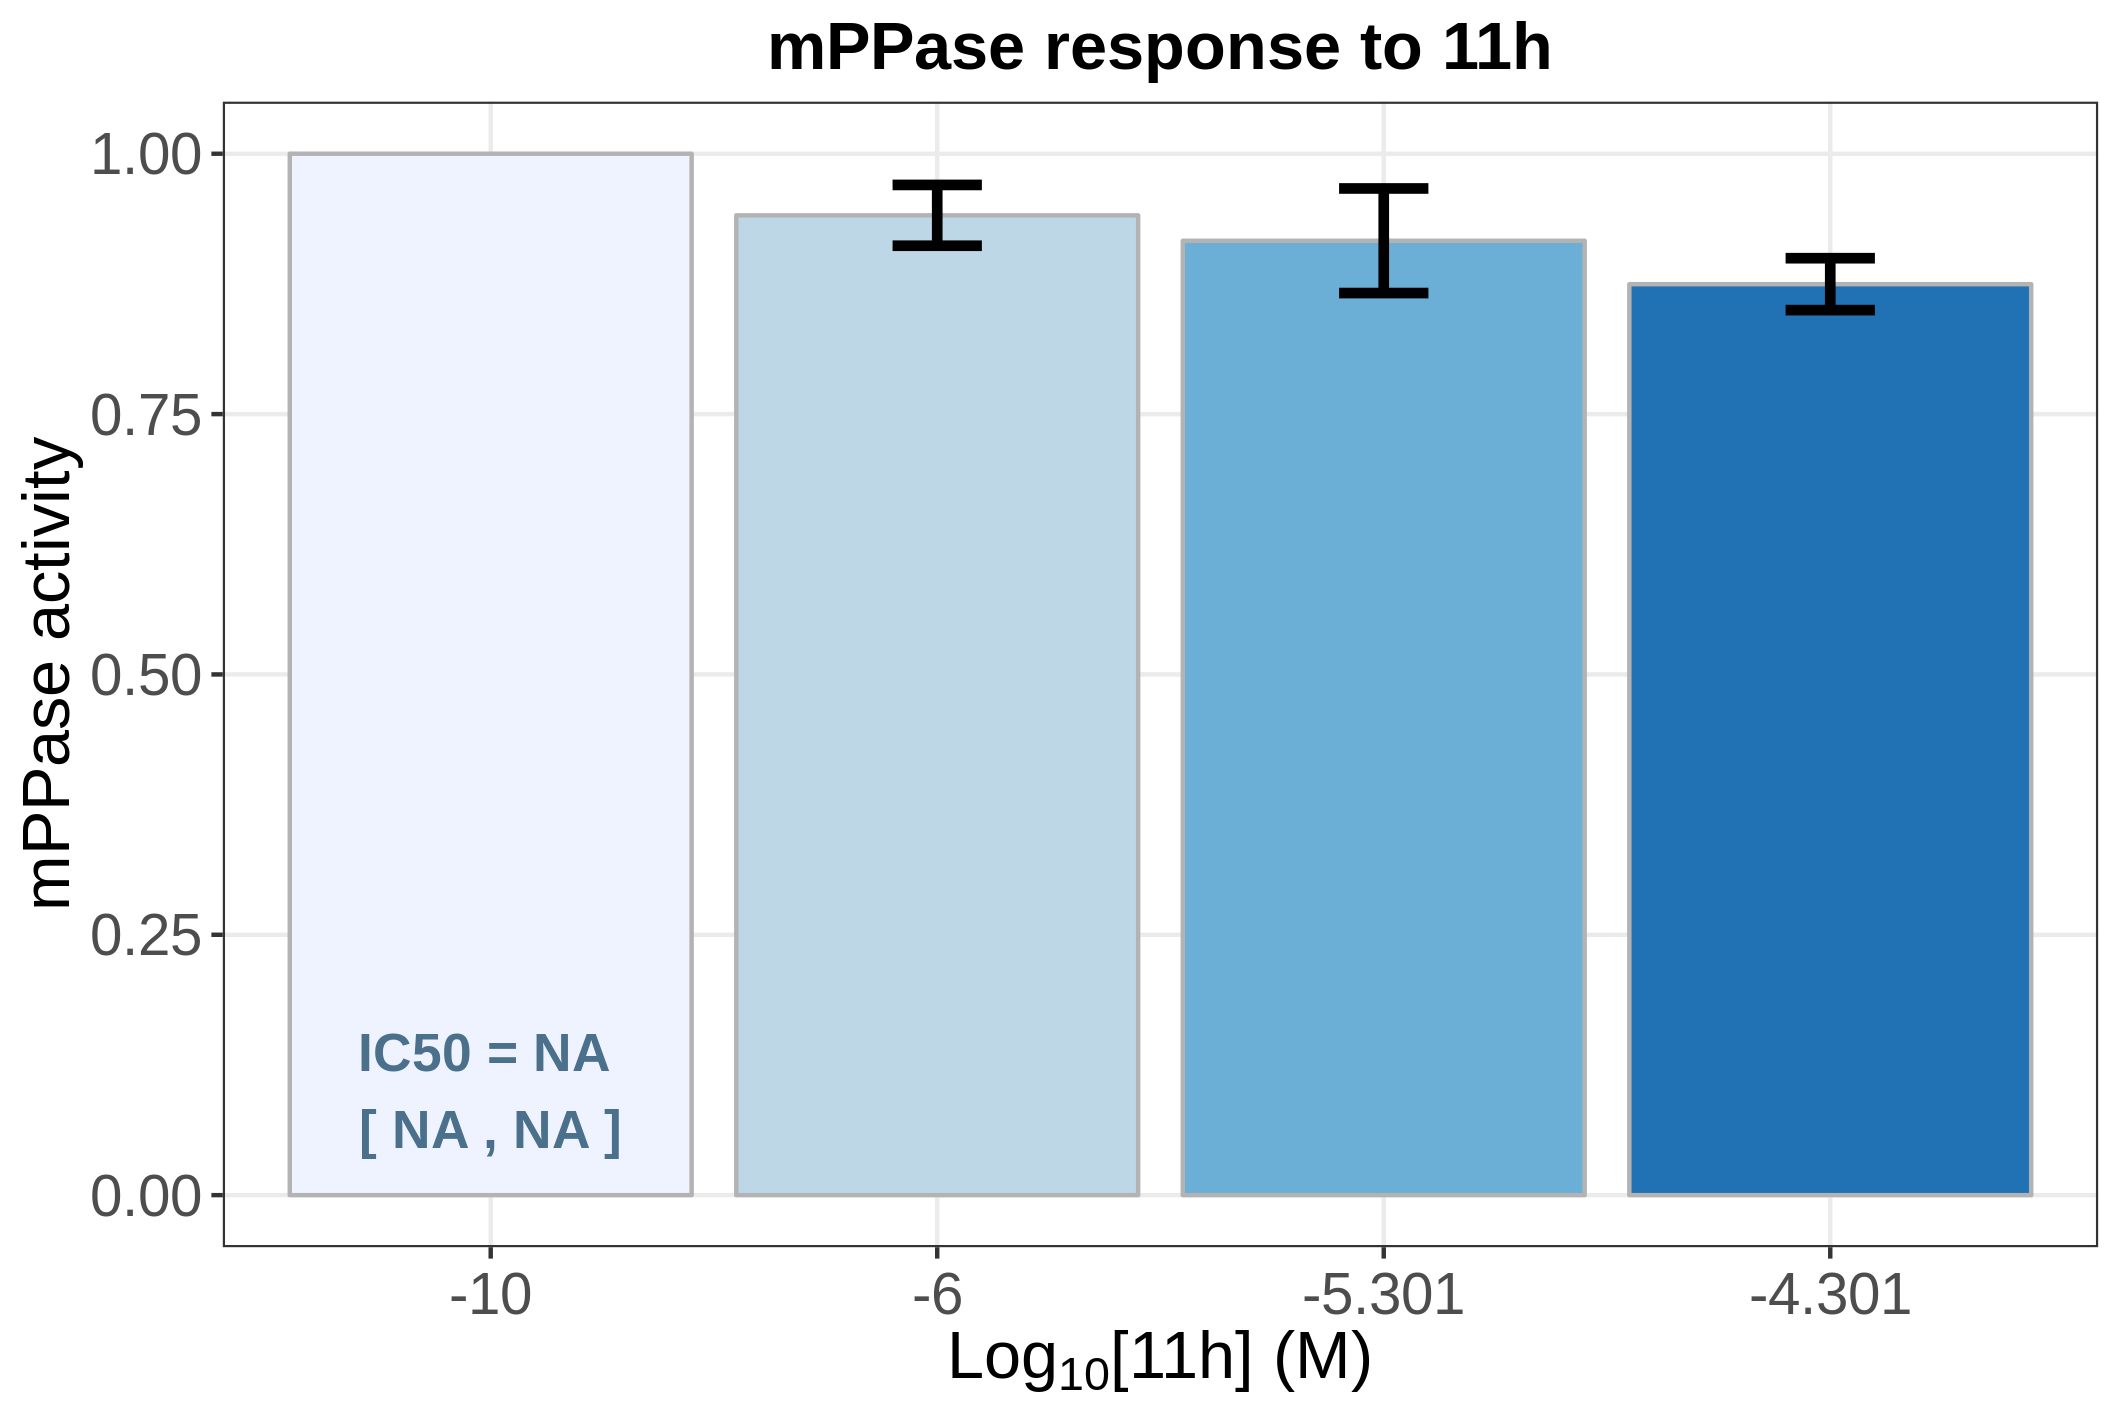 mPPase response to 11h
mPPase activity
1.00
0.75
0.50
0.25
0.00
IC50 = NA
[ NA , NA ]
-10
-6
-5.301
-4.301
Log₁₀[11h] (M)